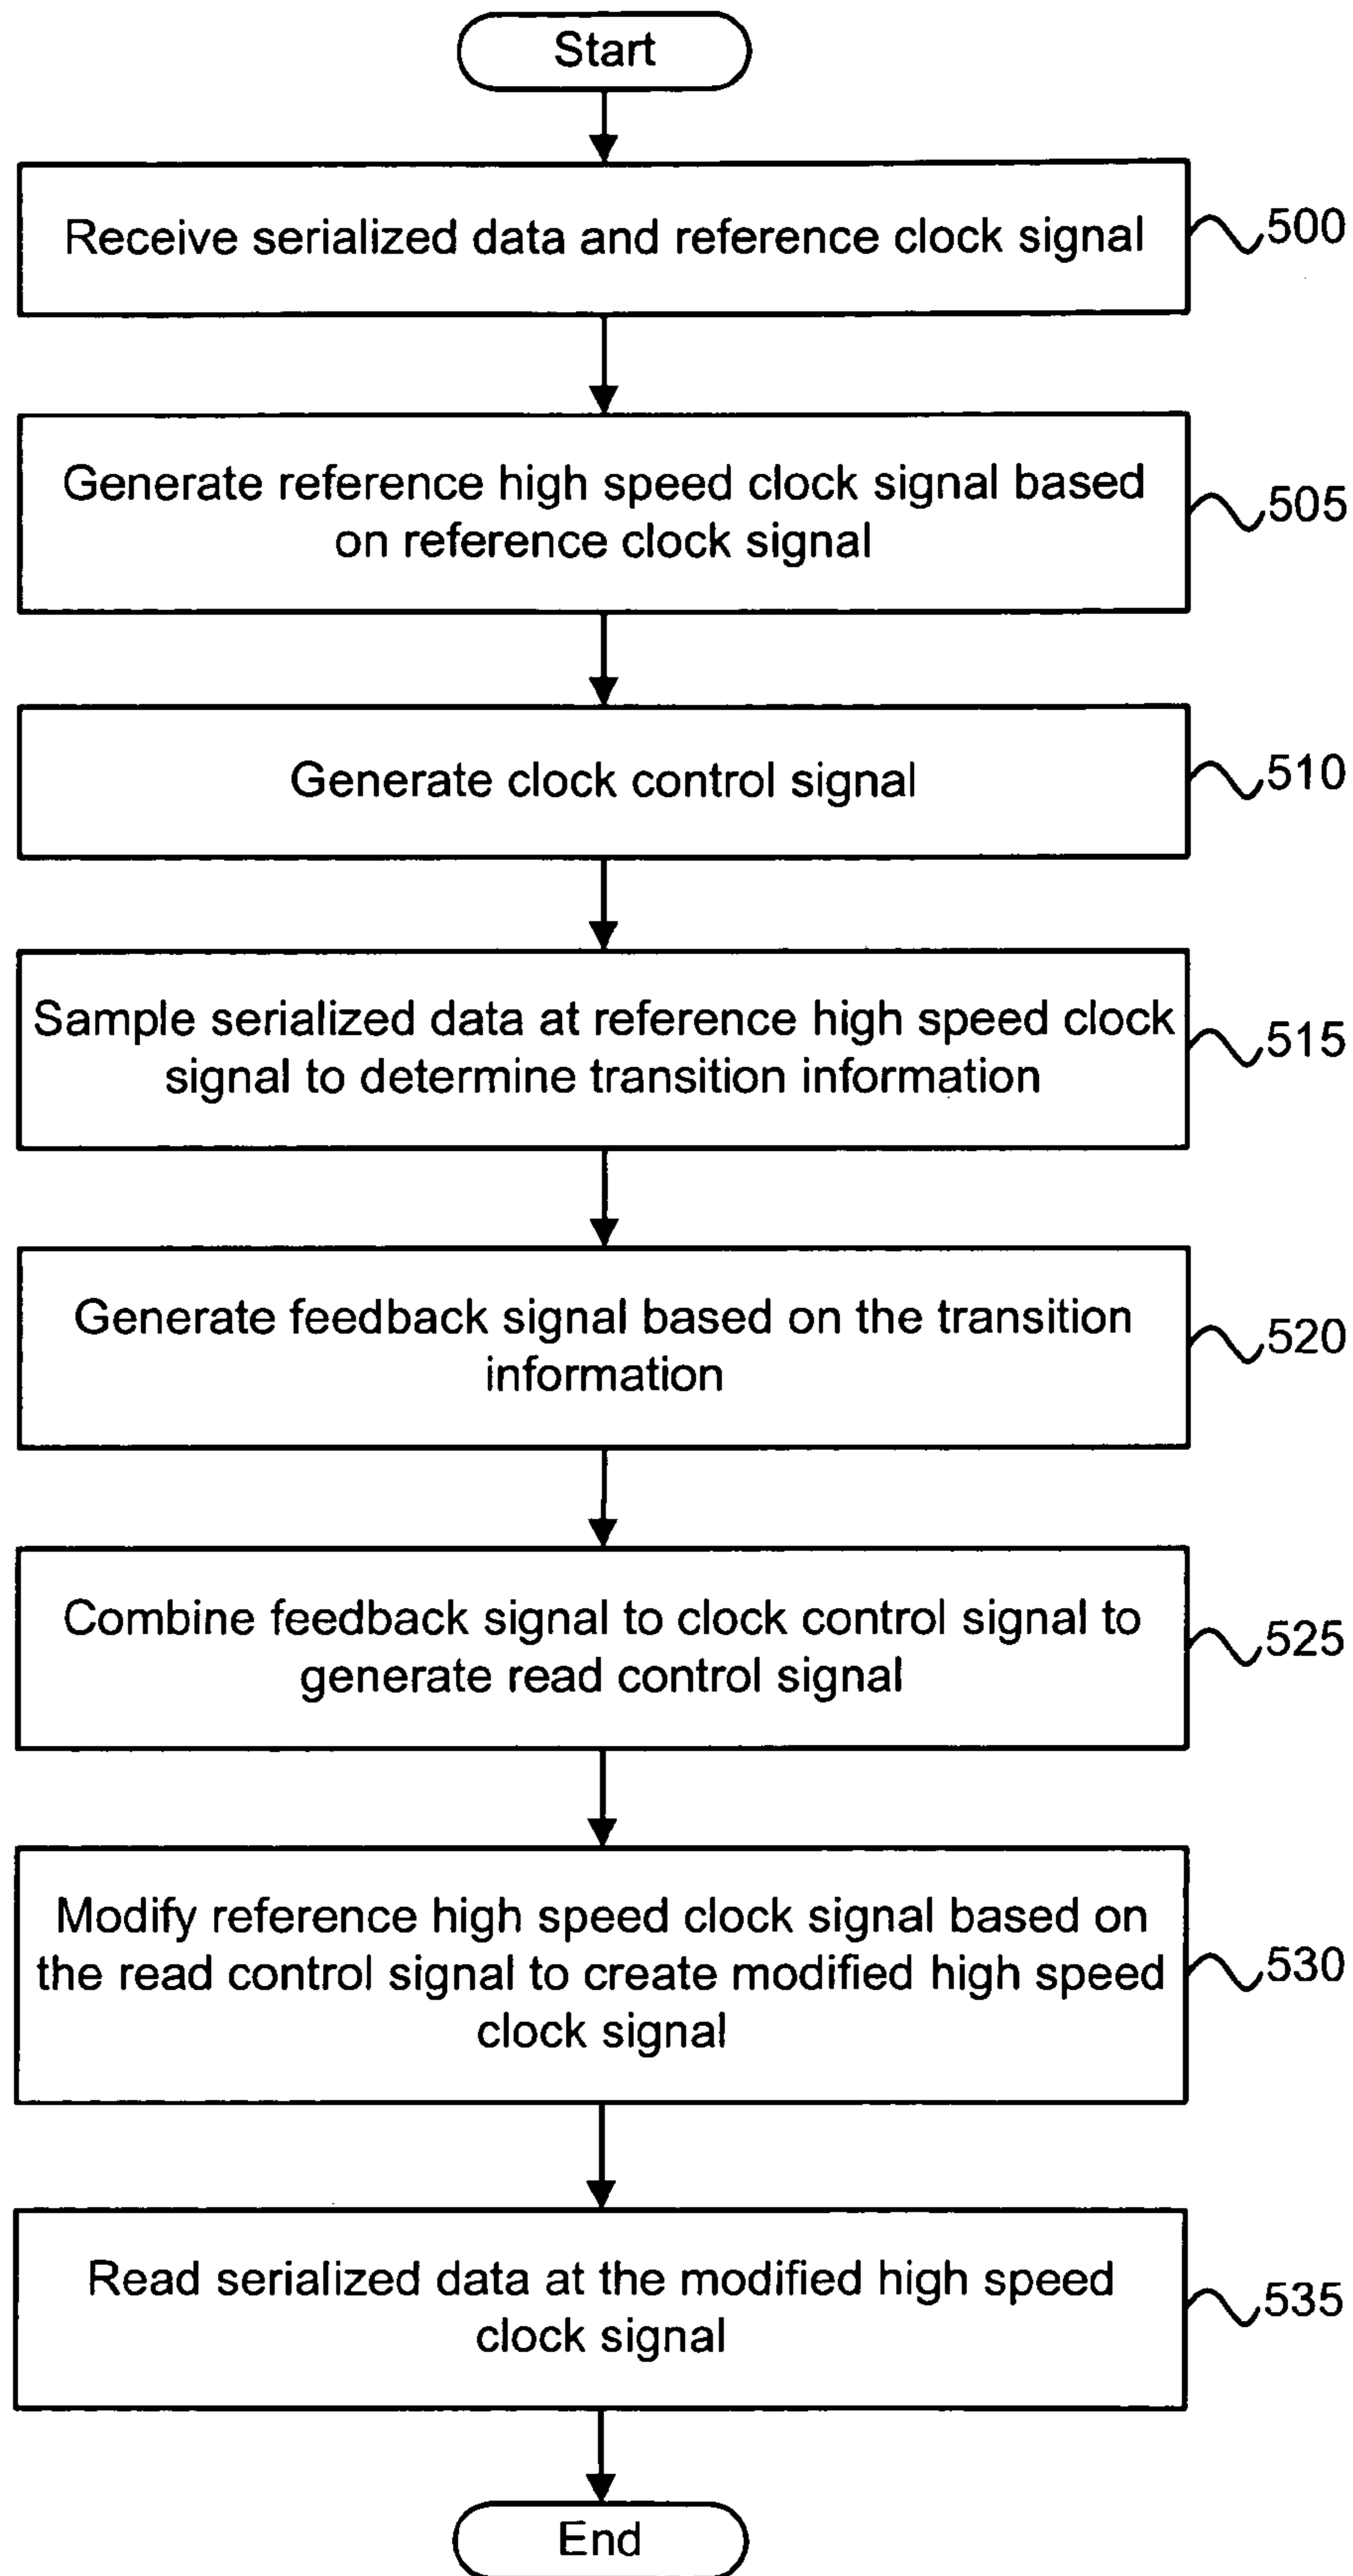 Start
Receive serialized data and reference clock signal
500
Generate reference high speed clock signal based
on reference clock signal
505
Generate clock control signal
510
Sample serialized data at reference high speed clock
signal to determine transition information
515
Generate feedback signal based on the transition
information
520
Combine feedback signal to clock control signal to
generate read control signal
525
Modify reference high speed clock signal based on
the read control signal to create modified high speed
clock signal
530
Read serialized data at the modified high speed
clock signal
535
End